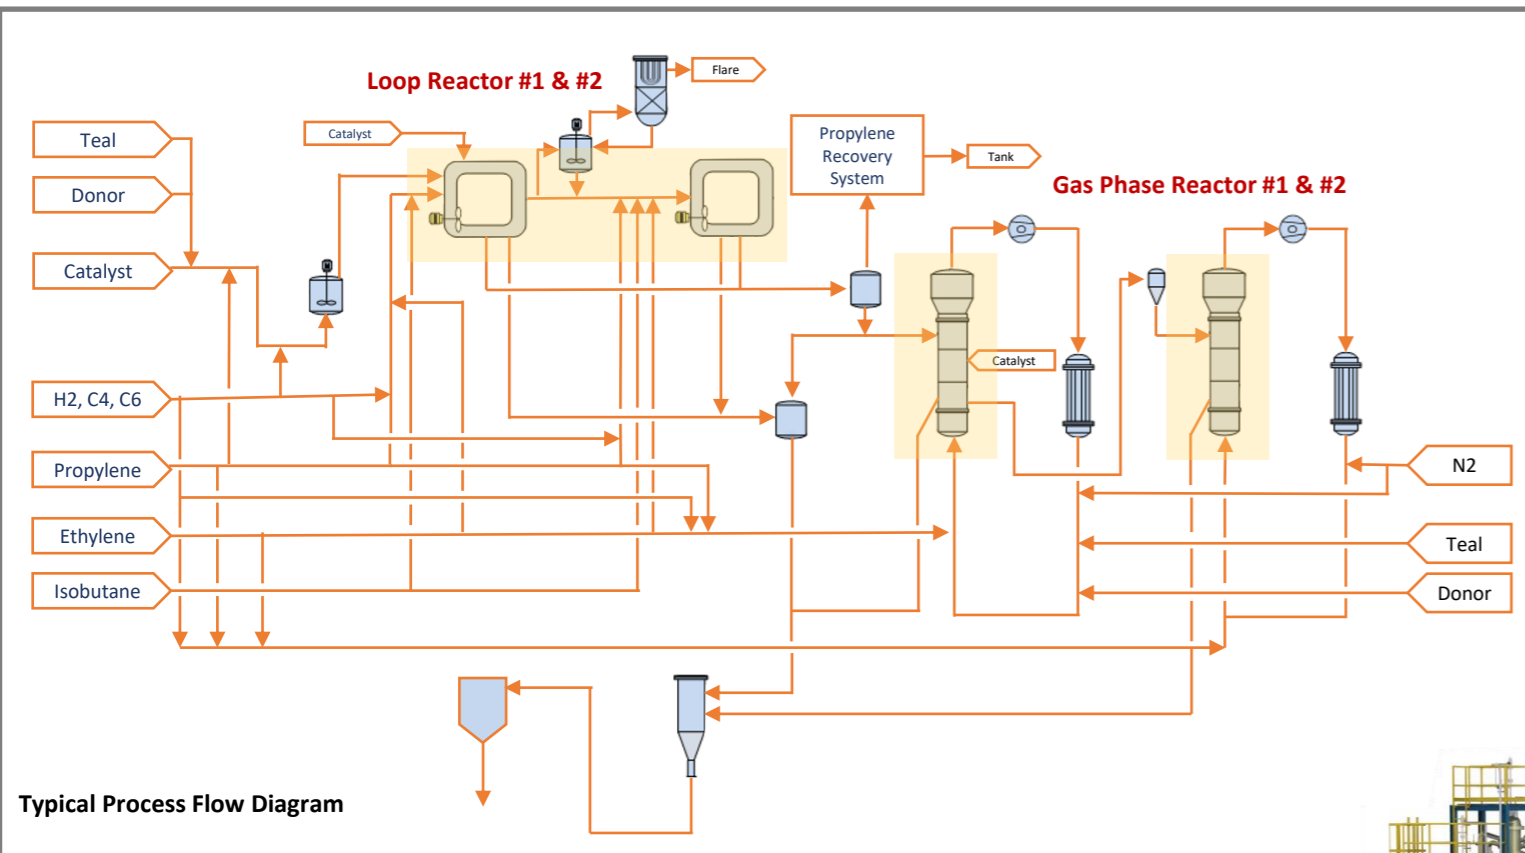 Loop Reactor #1 & #2
Flare
Teal
Catalyst
Propylene
Recovery
System
Tank
Donor
Gas Phase Reactor #1 & #2
Catalyst
Catalyst
H2, C4, C6
Propylene
N2
Ethylene
Teal
Isobutane
Donor
Typical Process Flow Diagram